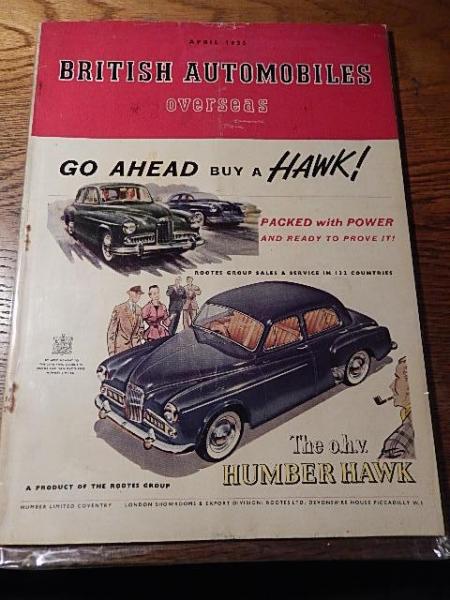 APRIL 1955
BRITISH AUTOMOBILES
overseas
GO AHEAD BUY A HAWK!
PACKED with POWER
AND READY TO PROVE IT!
ROOTES GROUP SALES & SERVICE IN 122 COUNTRIES
The o.h.v.
HUMBER HAWK
A PRODUCT OF THE ROOTES GROUP
HUMBER LIMITED COVENTRY LONDON SHOWROOMS & EXPORT DIVISION: ROOTES LTD. DEVONSHIRE HOUSE PICCADILLY W.1